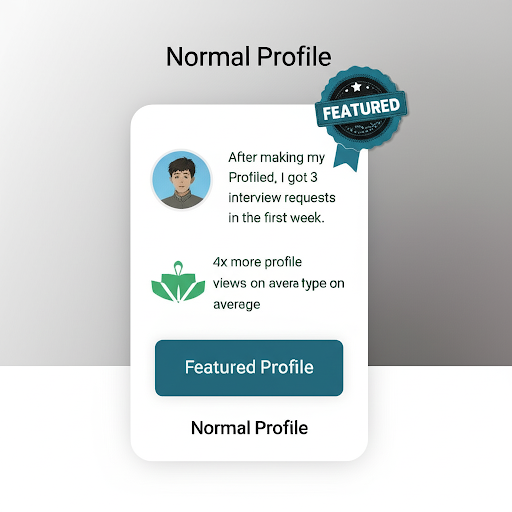 Normal Profile
FEATURED
After making my
Profiled, I got 3
interview requests
in the first week.
4x more profile
views on avera type on
average
Featured Profile
Normal Profile